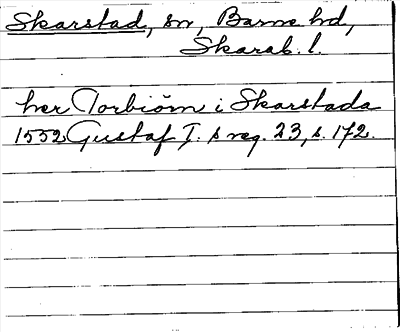 Skarstad, sn, Barne hd,
Skarab. l.
her Torbiörn i Skarstada
1552 Gustaf I:s reg. 23, s. 172.